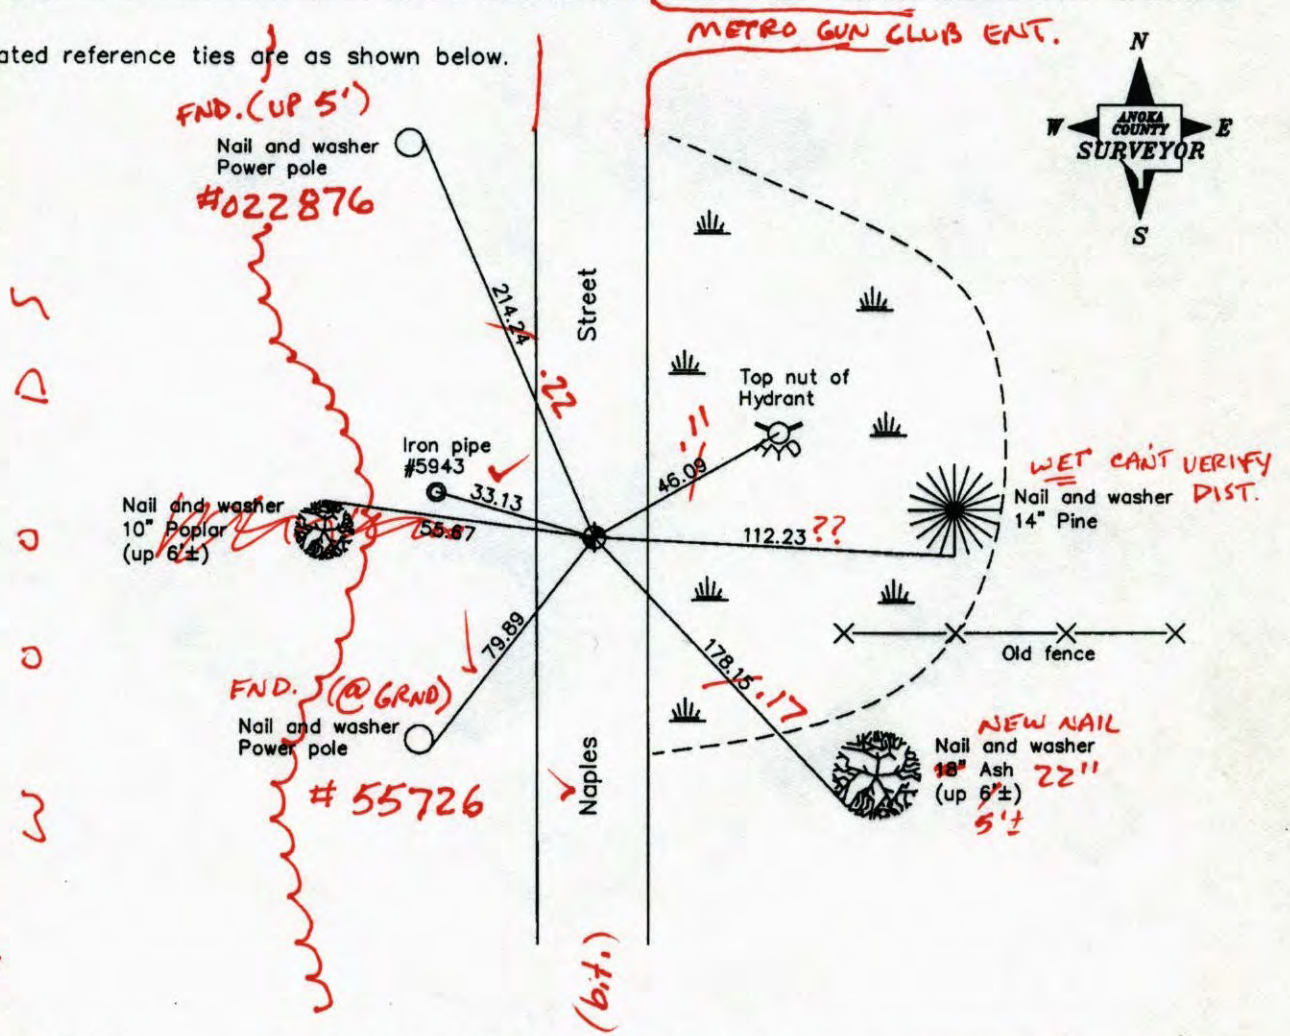 METRO GUN CLUB ENT.
ated reference ties are as shown below.
N
W
E
S
ANOKA
COUNTY
SURVEYOR
FND. (UP 5')
Nail and washer
Power pole
#022876
214.24
.22
Street
Top nut of
Hydrant
.11
46.09
Iron pipe
#5943
33.13
Nail and washer
10" Poplar
(up 6'±)
55.67
112.23 ??
WET CAN'T VERIFY
DIST.
Nail and washer
14" Pine
Old fence
79.89
178.15
.17
FND. (@ GRND)
Nail and washer
Power pole
# 55726
Naples
NEW NAIL
Nail and washer
18" Ash 22"
(up 6'±)
5'±
(bit.)
WOODS